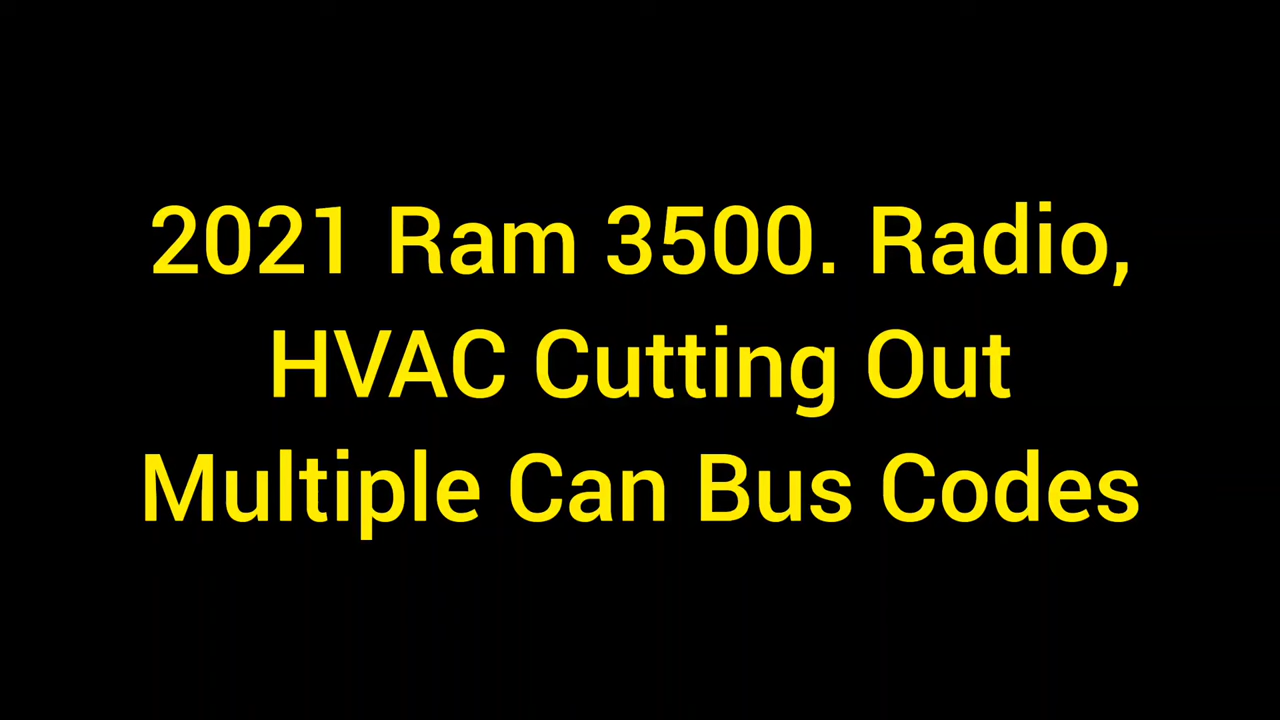 2021 Ram 3500. Radio,
HVAC Cutting Out
Multiple Can Bus Codes